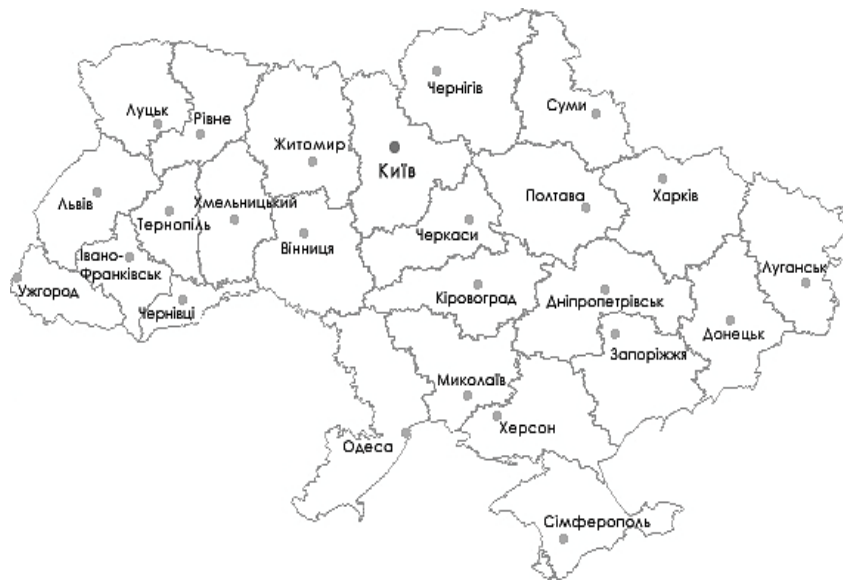 Чернігів
Суми
Луцьк
Рівне
Житомир
Київ
Львів
Тернопіль
Хмельницький
Полтава
Харків
Вінниця
Черкаси
Івано-
Франківськ
Ужгород
Чернівці
Кіровоград
Дніпропетрівськ
Луганськ
Донецьк
Запоріжжя
Миколаїв
Херсон
Одеса
Сімферополь